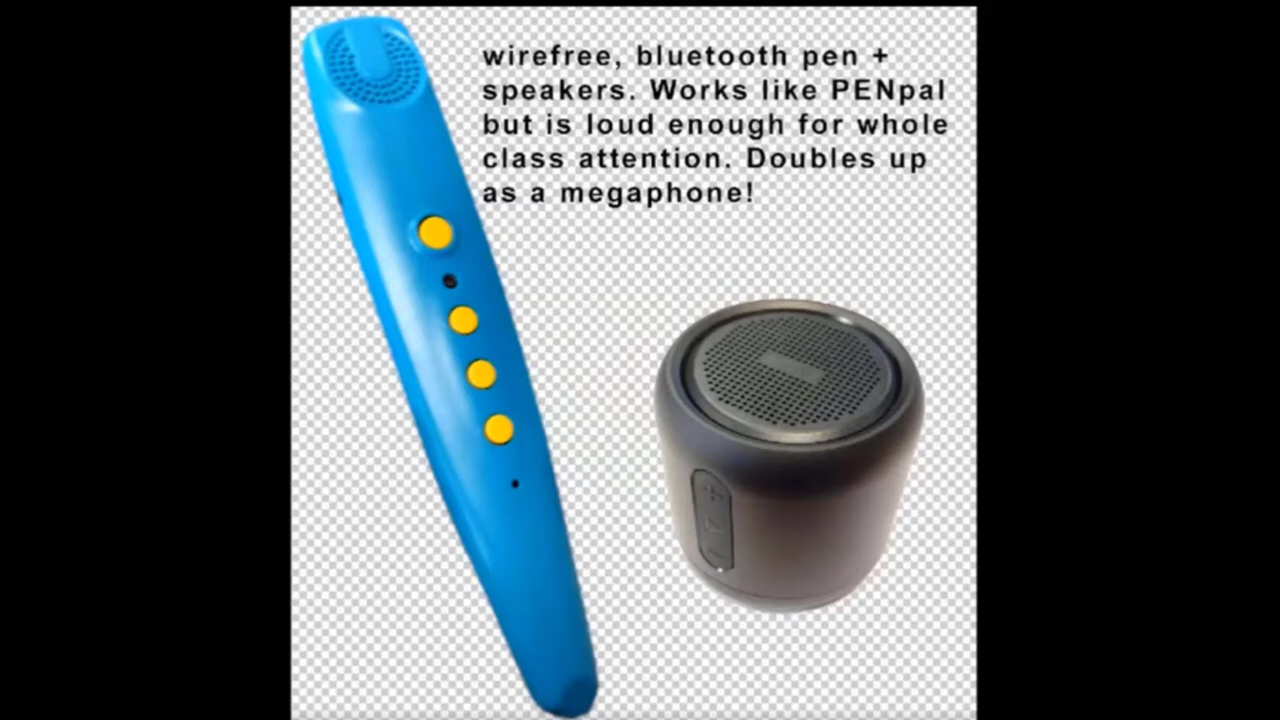 wirefree, bluetooth pen +
speakers. Works like PENpal
but is loud enough for whole
class attention. Doubles up
as a megaphone!